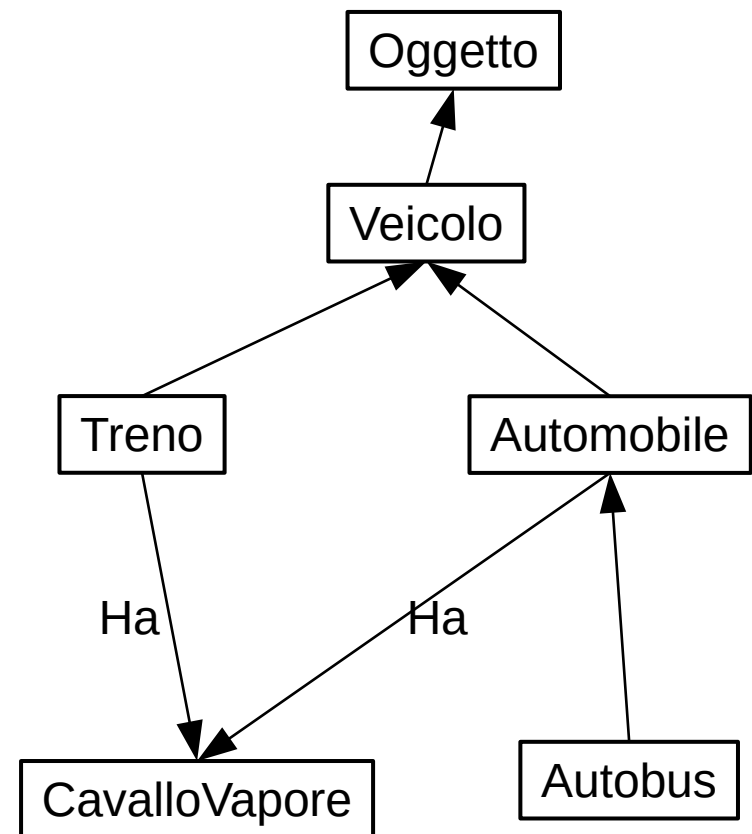 Oggetto
Veicolo
Treno
Automobile
Ha
Ha
CavalloVapore
Autobus